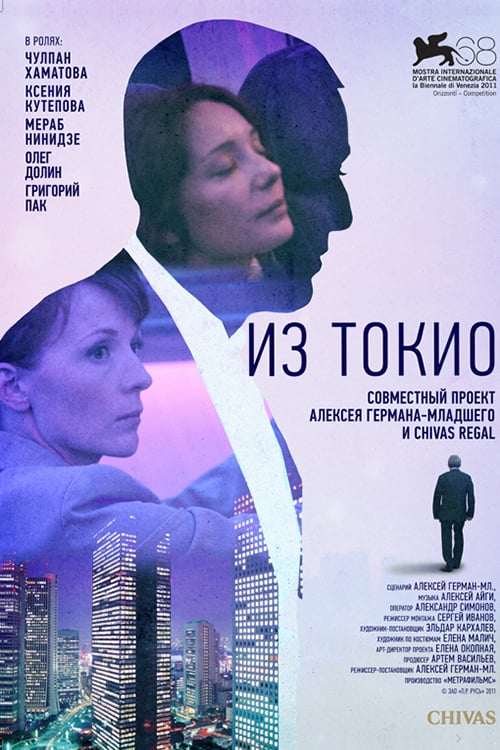 В РОЛЯХ:
ЧУЛПАН
ХАМАТОВА
КСЕНИЯ
КУТЕПОВА
МЕРАБ
НИНИДЗЕ
ОЛЕГ
ДОЛИН
ГРИГОРИЙ
ПАК
68
MOSTRA INTERNAZIONALE
D'ARTE CINEMATOGRAFICA
la Biennale di Venezia 2011
Orizzonti - Competition
ИЗ ТОКИО
СОВМЕСТНЫЙ ПРОЕКТ
АЛЕКСЕЯ ГЕРМАНА-МЛАДШЕГО
И CHIVAS REGAL
СЦЕНАРИЙ АЛЕКСЕЙ ГЕРМАН-МЛ.
МУЗЫКА АЛЕКСЕЙ АЙГИ
ОПЕРАТОР АЛЕКСАНДР СИМОНОВ
РЕЖИССЕР МОНТАЖА СЕРГЕЙ ИВАНОВ
ХУДОЖНИК-ПОСТАНОВЩИК ЭЛЬДАР КАРХАЛЕВ
ХУДОЖНИК ПО КОСТЮМАМ ЕЛЕНА МАЛИЧ
АРТ-ДИРЕКТОР ПРОЕКТА ЕЛЕНА ОКОПНАЯ
ПРОДЮСЕР АРТЕМ ВАСИЛЬЕВ
РЕЖИССЕР-ПОСТАНОВЩИК АЛЕКСЕЙ ГЕРМАН-МЛ.
ПРОИЗВОДСТВО «МЕТРАФИЛЬМС»
© ЗАО «П.Р. РУСЬ» 2011
CHIVAS